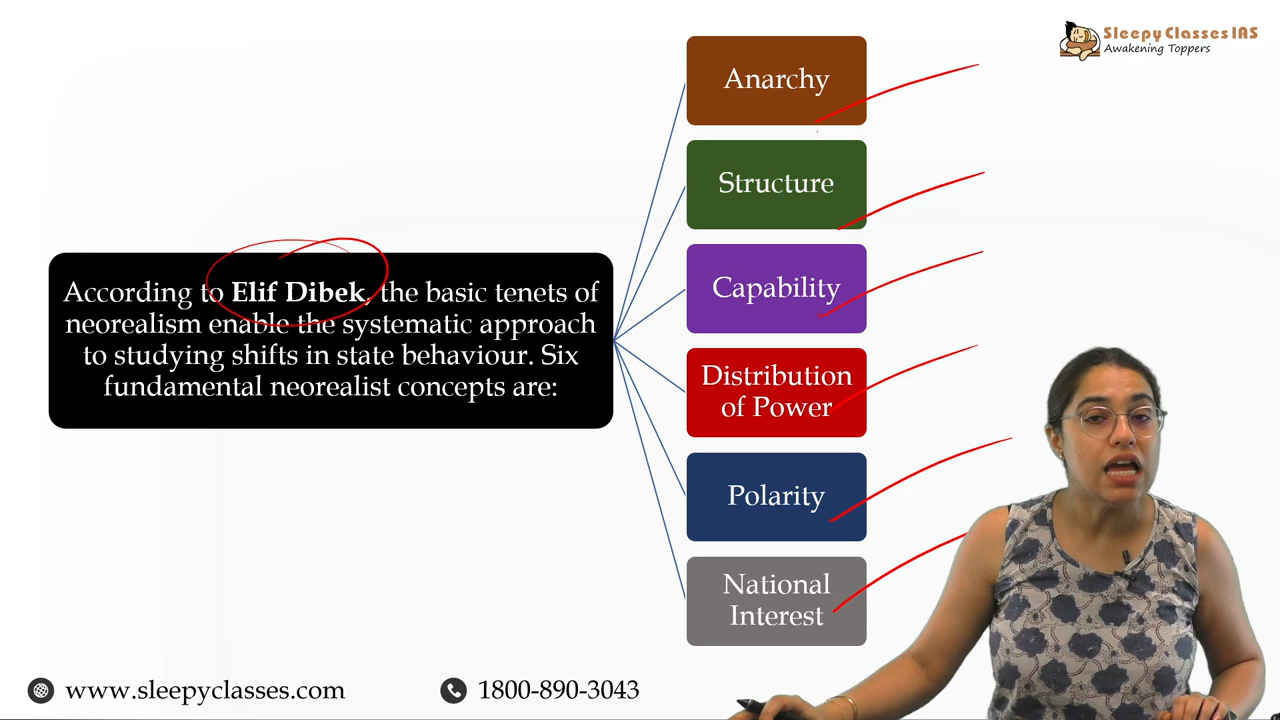 Sleepy Classes IAS
Awakening Toppers
According to Elif Dibek, the basic tenets of
neorealism enable the systematic approach
to studying shifts in state behaviour. Six
fundamental neorealist concepts are:
Anarchy
Structure
Capability
Distribution
of Power
Polarity
National
Interest
www.sleepyclasses.com
1800-890-3043